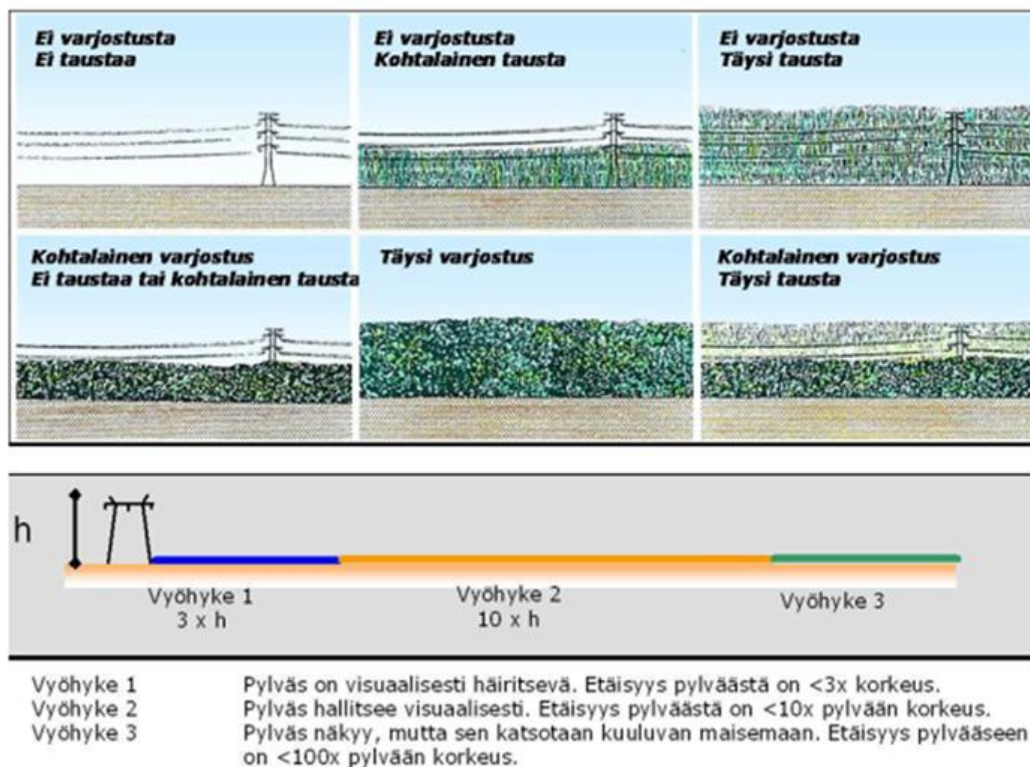 Ei varjostusta
Ei taustaa
Ei varjostusta
Kohtalainen tausta
Ei varjostusta
Täysi tausta
Kohtalainen varjostus
Ei taustaa tai kohtalainen tausta
Täysi varjostus
Kohtalainen varjostus
Täysi tausta
h
Vyöhyke 1
3 x h
Vyöhyke 2
10 x h
Vyöhyke 3
Vyöhyke 1 Pylväs on visuaalisesti häiritsevä. Etäisyys pylväästä on <3x korkeus.
Vyöhyke 2 Pylväs hallitsee visuaalisesti. Etäisyys pylväästä on <10x pylvään korkeus.
Vyöhyke 3 Pylväs näkyy, mutta sen katsotaan kuuluvan maisemaan. Etäisyys pylvääseen
on <100x pylvään korkeus.